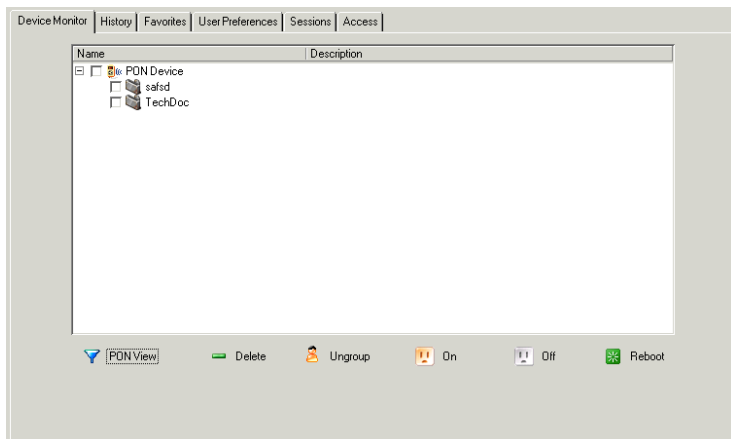 Device Monitor History Favorites User Preferences Sessions Access
Name Description
PON Device
safsd
TechDoc
PON View Delete Ungroup On Off Reboot